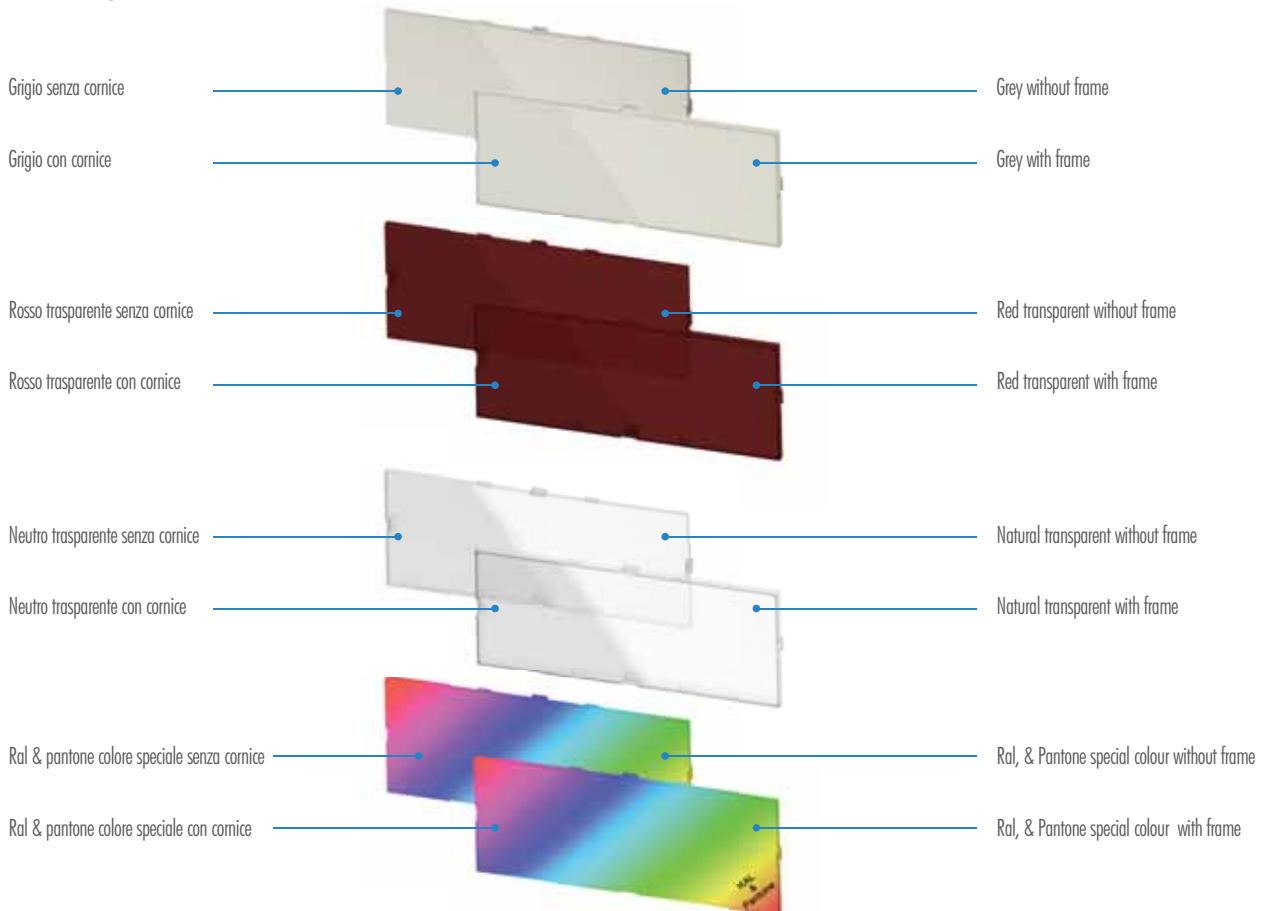 Grigio senza cornice
Grey without frame
Grigio con cornice
Grey with frame
Rosso trasparente senza cornice
Red transparent without frame
Rosso trasparente con cornice
Red transparent with frame
Neutro trasparente senza cornice
Natural transparent without frame
Neutro trasparente con cornice
Natural transparent with frame
Ral & pantone colore speciale senza cornice
Ral, & Pantone special colour without frame
Ral & pantone colore speciale con cornice
Ral, & Pantone special colour  with frame
RAL
&
Pantone